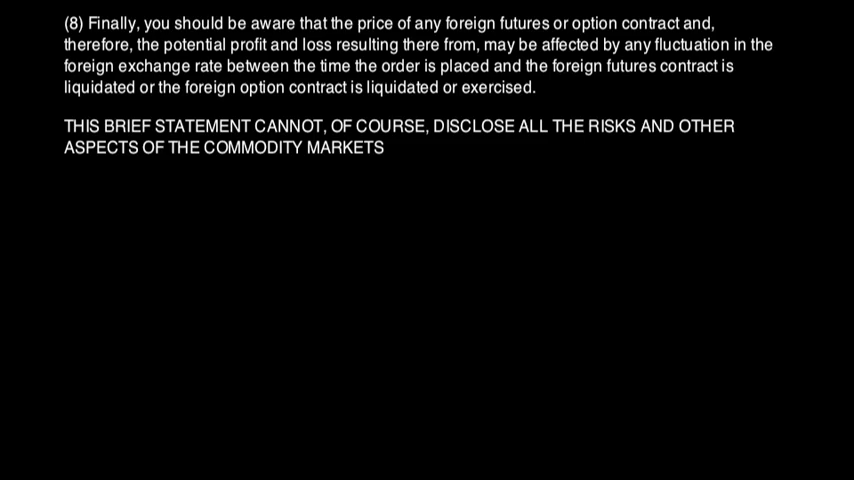 (8) Finally, you should be aware that the price of any foreign futures or option contract and,
therefore, the potential profit and loss resulting there from, may be affected by any fluctuation in the
foreign exchange rate between the time the order is placed and the foreign futures contract is
liquidated or the foreign option contract is liquidated or exercised.
THIS BRIEF STATEMENT CANNOT, OF COURSE, DISCLOSE ALL THE RISKS AND OTHER
ASPECTS OF THE COMMODITY MARKETS